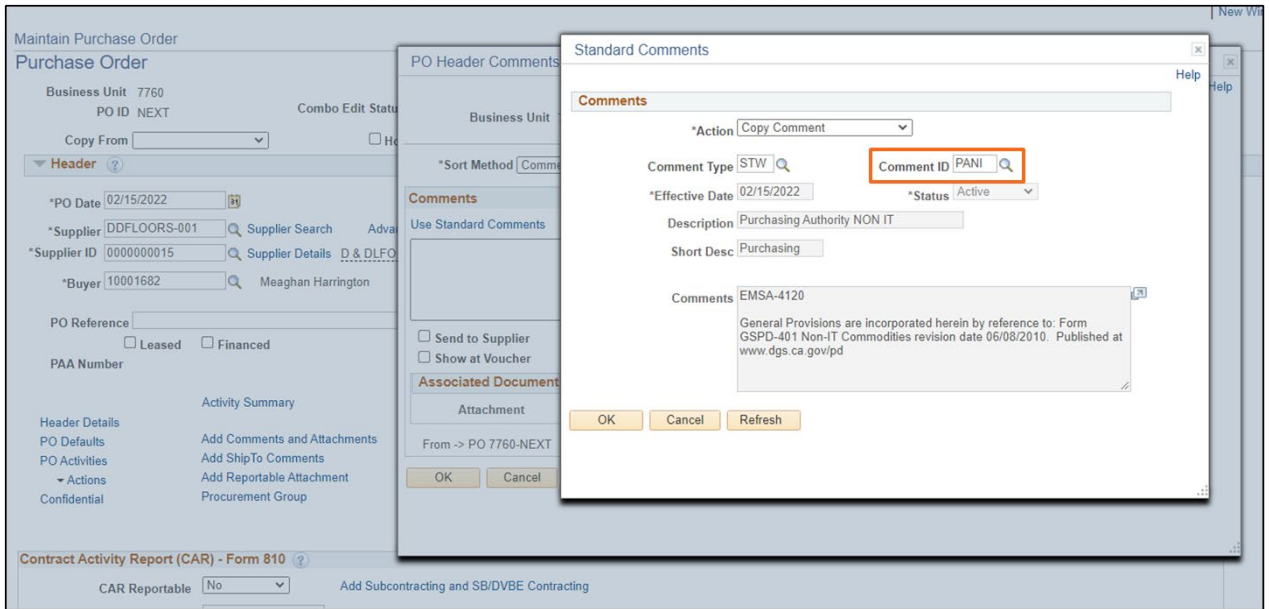 New Wi
Maintain Purchase Order
Purchase Order
Business Unit 7760
PO ID NEXT
Combo Edit Statu
Copy From
Ho
Header
*PO Date 02/15/2022
*Supplier DDFLOORS-001 Supplier Search Adva
*Supplier ID 0000000015 Supplier Details D & DLFO
*Buyer 10001682 Meaghan Harrington
PO Reference
Leased Financed
PAA Number
Activity Summary
Header Details
PO Defaults Add Comments and Attachments
PO Activities Add ShipTo Comments
Actions Add Reportable Attachment
Confidential Procurement Group
Contract Activity Report (CAR) - Form 810
CAR Reportable No Add Subcontracting and SB/DVBE Contracting
PO Header Comments
Help
Business Unit
*Sort Method Comme
Comments
Use Standard Comments
Send to Supplier
Show at Voucher
Associated Document
Attachment
From -> PO 7760-NEXT
OK Cancel
Standard Comments
Help
Comments
*Action Copy Comment
Comment Type STW Comment ID PANI
*Effective Date 02/15/2022 *Status Active
Description Purchasing Authority NON IT
Short Desc Purchasing
Comments EMSA-4120
General Provisions are incorporated herein by reference to: Form
GSPD-401 Non-IT Commodities revision date 06/08/2010. Published at
www.dgs.ca.gov/pd
OK Cancel Refresh